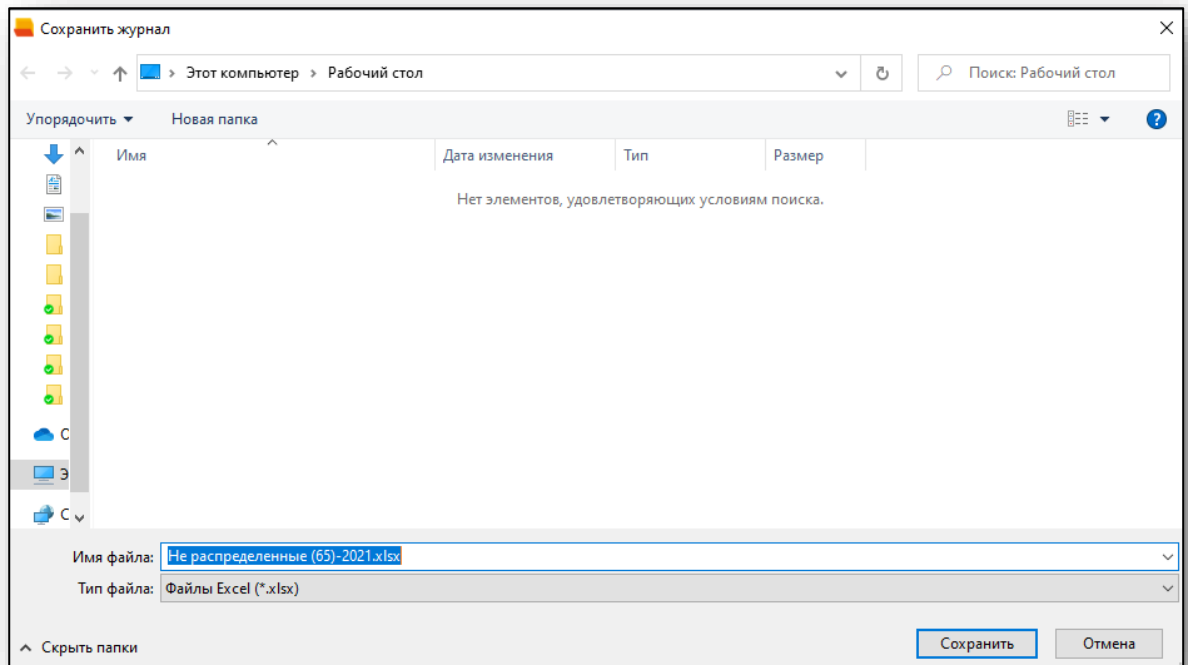 Сохранить журнал
Этот компьютер > Рабочий стол
Поиск: Рабочий стол
Упорядочить Новая папка
Имя Дата изменения Тип Размер
Нет элементов, удовлетворяющих условиям поиска.
О
Э
С
Имя файла: Не распределенные (65)-2021.xlsx
Тип файла: Файлы Excel (*.xlsx)
Скрыть папки Сохранить Отмена